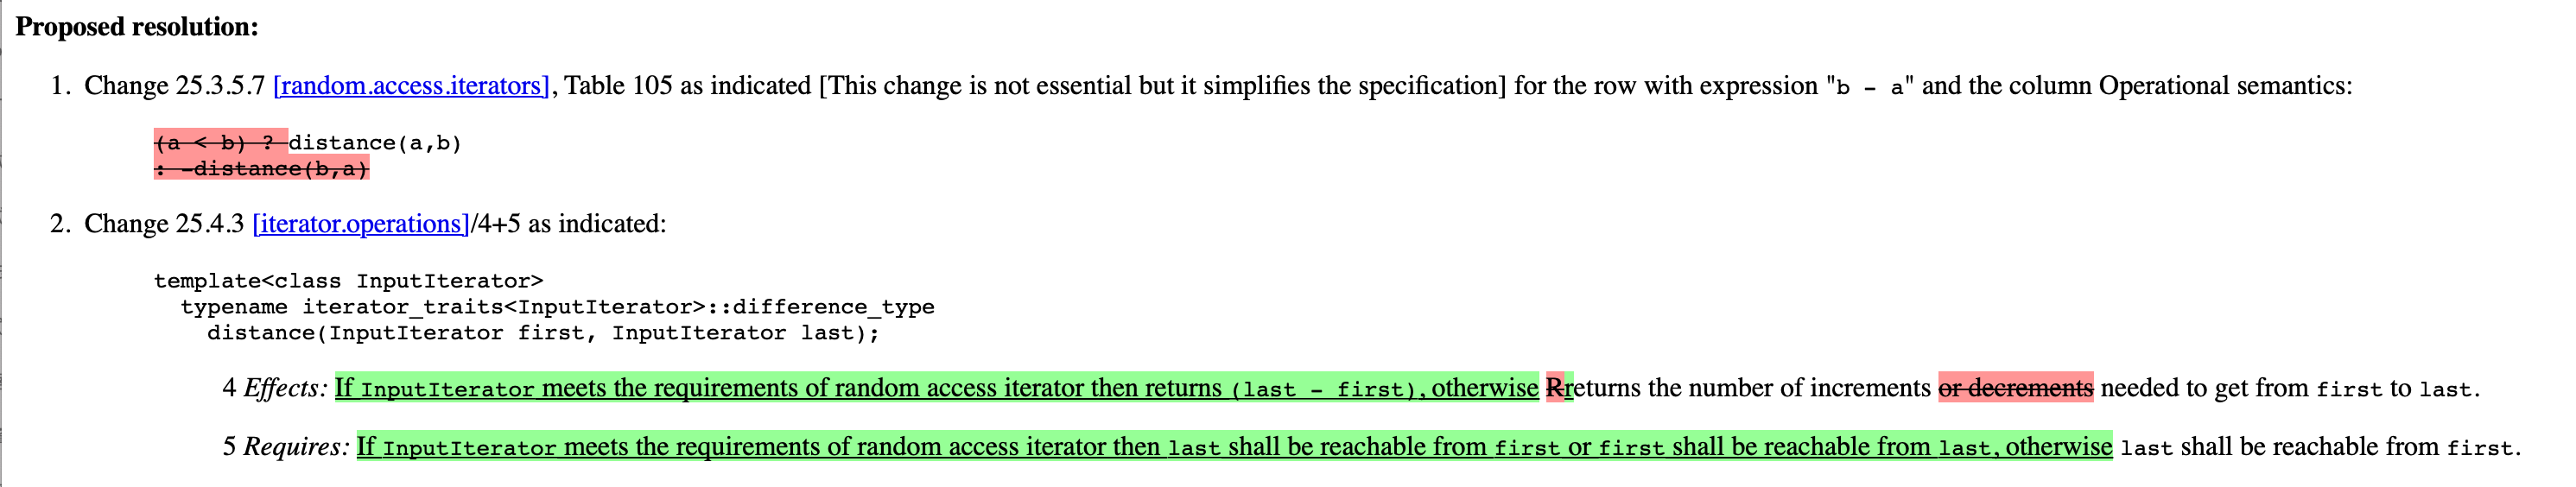 Proposed resolution:
1. Change 25.3.5.7 [random.access.iterators], Table 105 as indicated [This change is not essential but it simplifies the specification] for the row with expression "b - a" and the column Operational semantics:
(a < b) ? distance(a,b)
: -distance(b,a)
2. Change 25.4.3 [iterator.operations]/4+5 as indicated:
template<class InputIterator>
typename iterator_traits<InputIterator>::difference_type
distance(InputIterator first, InputIterator last);
4 Effects: If InputIterator meets the requirements of random access iterator then returns (last - first), otherwise Rreturns the number of increments or decrements needed to get from first to last.
5 Requires: If InputIterator meets the requirements of random access iterator then last shall be reachable from first or first shall be reachable from last, otherwise last shall be reachable from first.